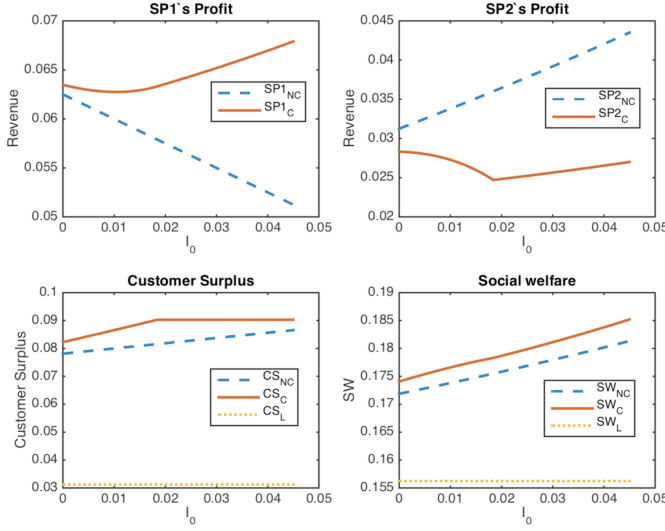 SP1`s Profit
0.07
0.065
0.06
0.055
0.05
Revenue
SP1NC
SP1C
0 0.01 0.02 0.03 0.04 0.05
I0
SP2`s Profit
0.045
0.04
0.035
0.03
0.025
0.02
Revenue
SP2NC
SP2C
0 0.01 0.02 0.03 0.04 0.05
I0
Customer Surplus
0.1
0.09
0.08
0.07
0.06
0.05
0.04
0.03
Customer Surplus
CSNC
CSC
CSL
0 0.01 0.02 0.03 0.04 0.05
I0
Social welfare
0.19
0.185
0.18
0.175
0.17
0.165
0.16
0.155
SW
SWNC
SWC
SWL
0 0.01 0.02 0.03 0.04 0.05
I0